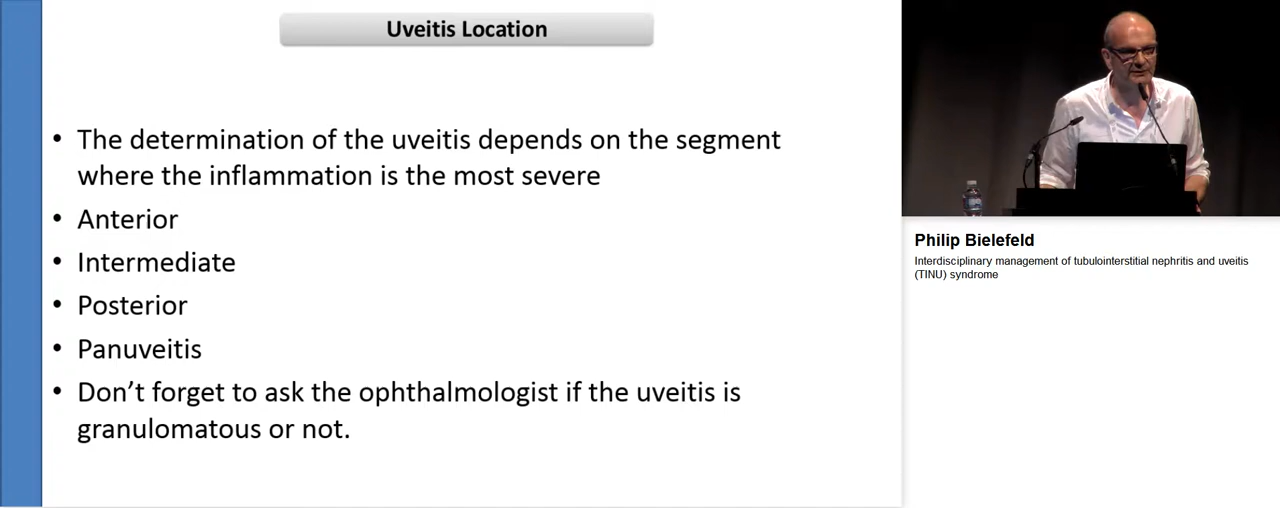 Uveitis Location
• The determination of the uveitis depends on the segment
where the inflammation is the most severe
• Anterior
• Intermediate
• Posterior
• Panuveitis
• Don’t forget to ask the ophthalmologist if the uveitis is
granulomatous or not.
Philip Bielefeld
Interdisciplinary management of tubulointerstitial nephritis and uveitis
(TINU) syndrome